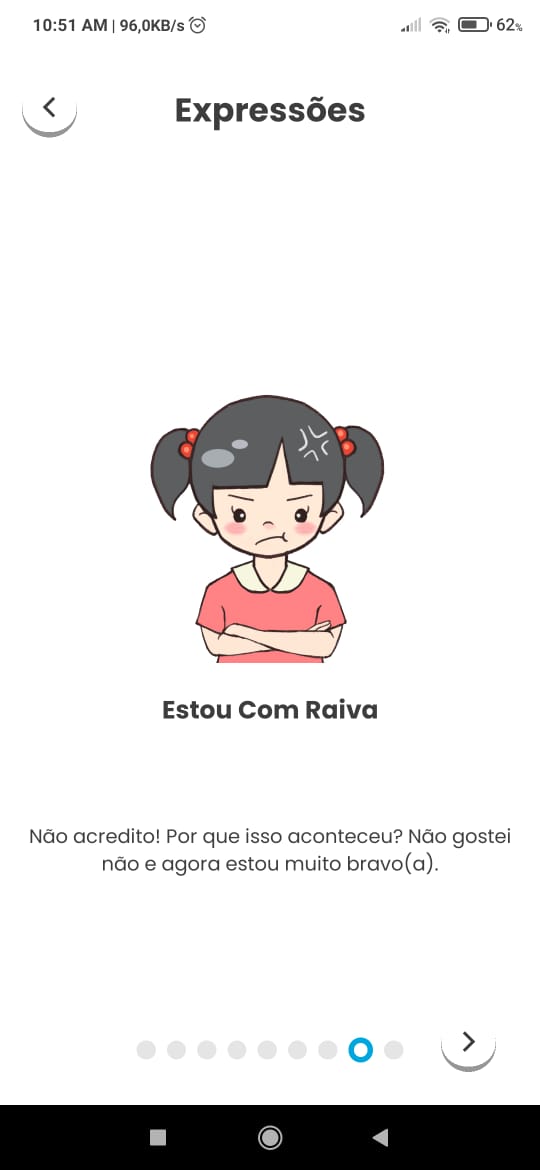 10:51 AM | 96,0KB/s 62%
Expressões
Estou Com Raiva
Não acredito! Por que isso aconteceu? Não gostei
não e agora estou muito bravo(a).